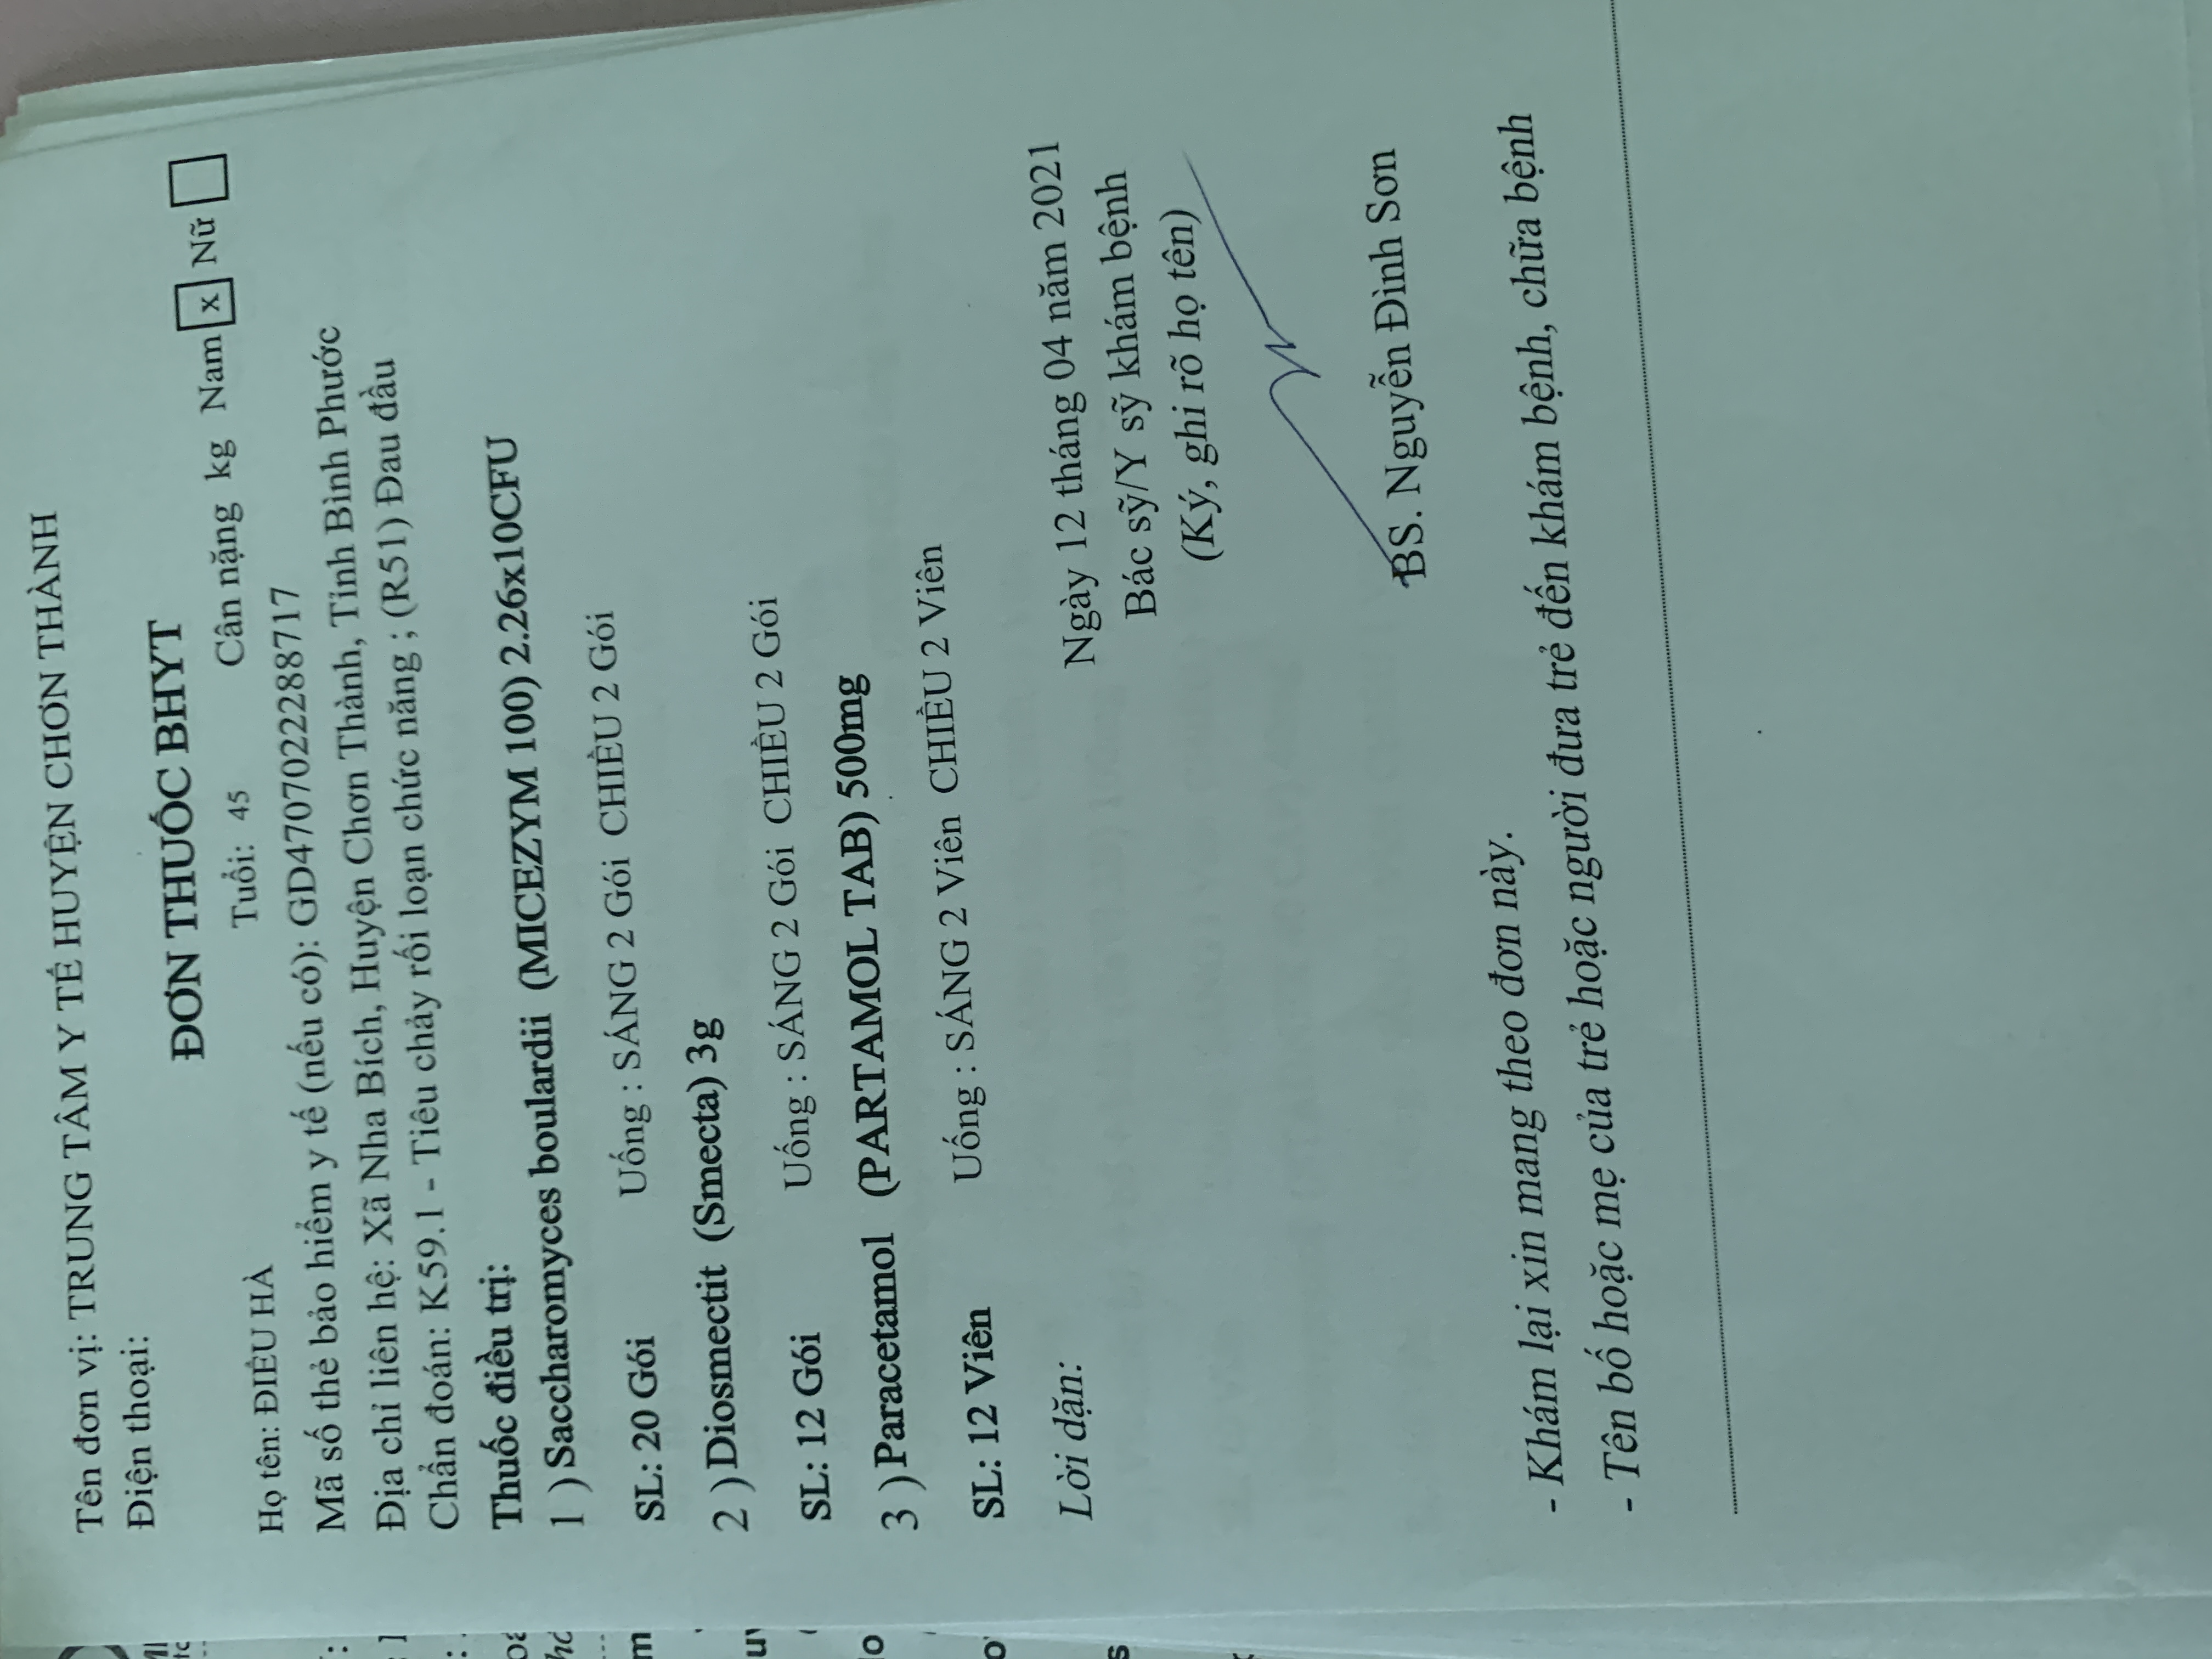 Tên đơn vị: TRUNG TÂM Y TẾ HUYỆN CHƠN THÀNH
Điện thoại:
ĐƠN THUỐC BHYT
Họ tên: ĐIỂU HÀ Tuổi: 45 Cân nặng kg Nam x Nữ
Mã số thẻ bảo hiểm y tế (nếu có): GD4707022288717
Địa chỉ liên hệ: Xã Nha Bích, Huyện Chơn Thành, Tỉnh Bình Phước
Chẩn đoán: K59.1 - Tiêu chảy rối loạn chức năng ; (R51) Đau đầu
Thuốc điều trị:
1 ) Saccharomyces boulardii (MICEZYM 100) 2.26x10CFU
SL: 20 Gói Uống : SÁNG 2 Gói CHIỀU 2 Gói
2 ) Diosmectit (Smecta) 3g
SL: 12 Gói Uống : SÁNG 2 Gói CHIỀU 2 Gói
3 ) Paracetamol (PARTAMOL TAB) 500mg
SL: 12 Viên Uống : SÁNG 2 Viên CHIỀU 2 Viên
Lời dặn:
Ngày 12 tháng 04 năm 2021
Bác sỹ/Y sỹ khám bệnh
(Ký, ghi rõ họ tên)
BS. Nguyễn Đình Sơn
- Khám lại xin mang theo đơn này.
- Tên bố hoặc mẹ của trẻ hoặc người đưa trẻ đến khám bệnh, chữa bệnh